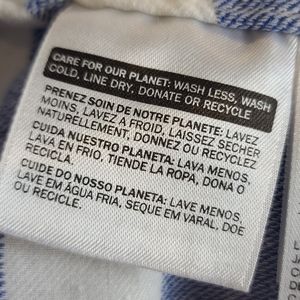 CARE FOR OUR PLANET: WASH LESS, WASH
COLD, LINE DRY, DONATE OR RECYCLE
PRENEZ SOIN DE NOTRE PLANETE: LAVEZ
MOINS, LAVEZ A FROID, LAISSEZ SECHER
NATURELLEMENT, DONNEZ OU RECYCLEZ
CUIDA NUESTRO PLANETA: LAVA MENOS,
LAVA EN FRIO, TIENDE LA ROPA, DONA O
RECICLA.
CUIDE DO NOSSO PLANETA: LAVE MENOS,
LAVE EM ÁGUA FRIA, SEQUE EM VARAL, DOE
OU RECICLE.